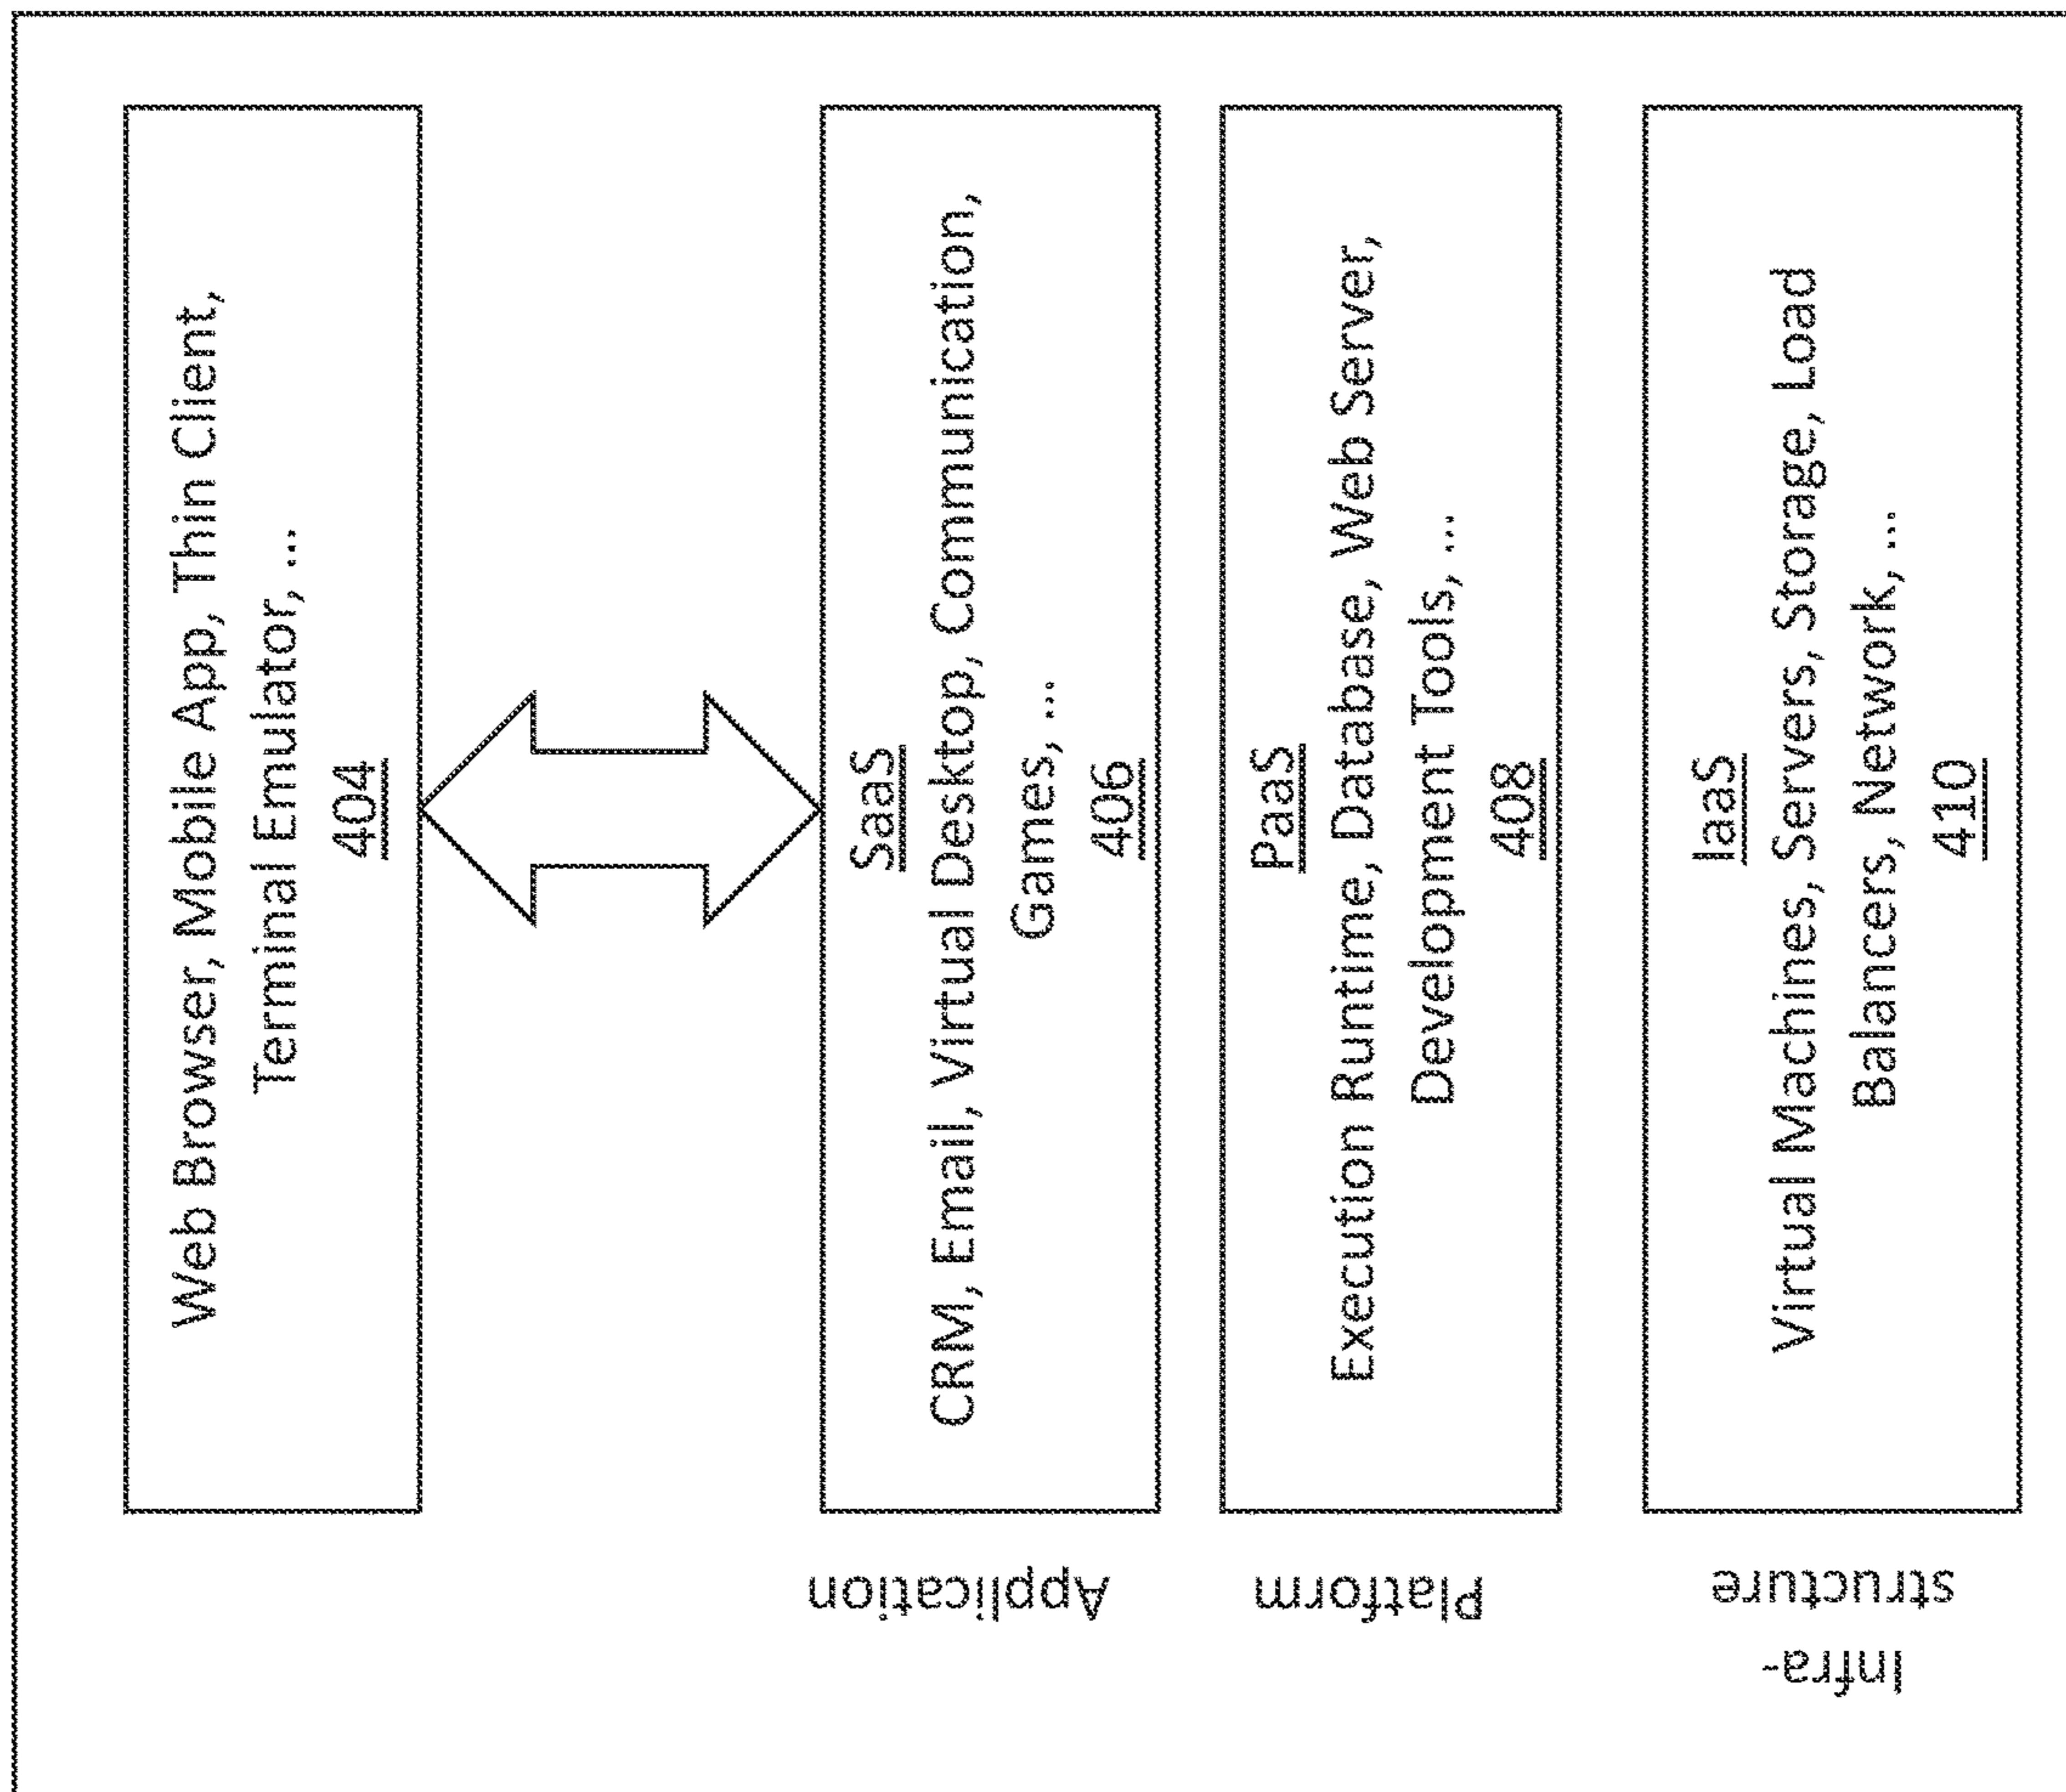 Web Browser, Mobile App, Thin Client,
Terminal Emulator, ...
404
Application
SaaS
CRM, Email, Virtual Desktop, Communication,
Games, ...
406
Platform
PaaS
Execution Runtime, Database, Web Server,
Development Tools, ...
408
Infra-
structure
IaaS
Virtual Machines, Servers, Storage, Load
Balancers, Network, ...
410